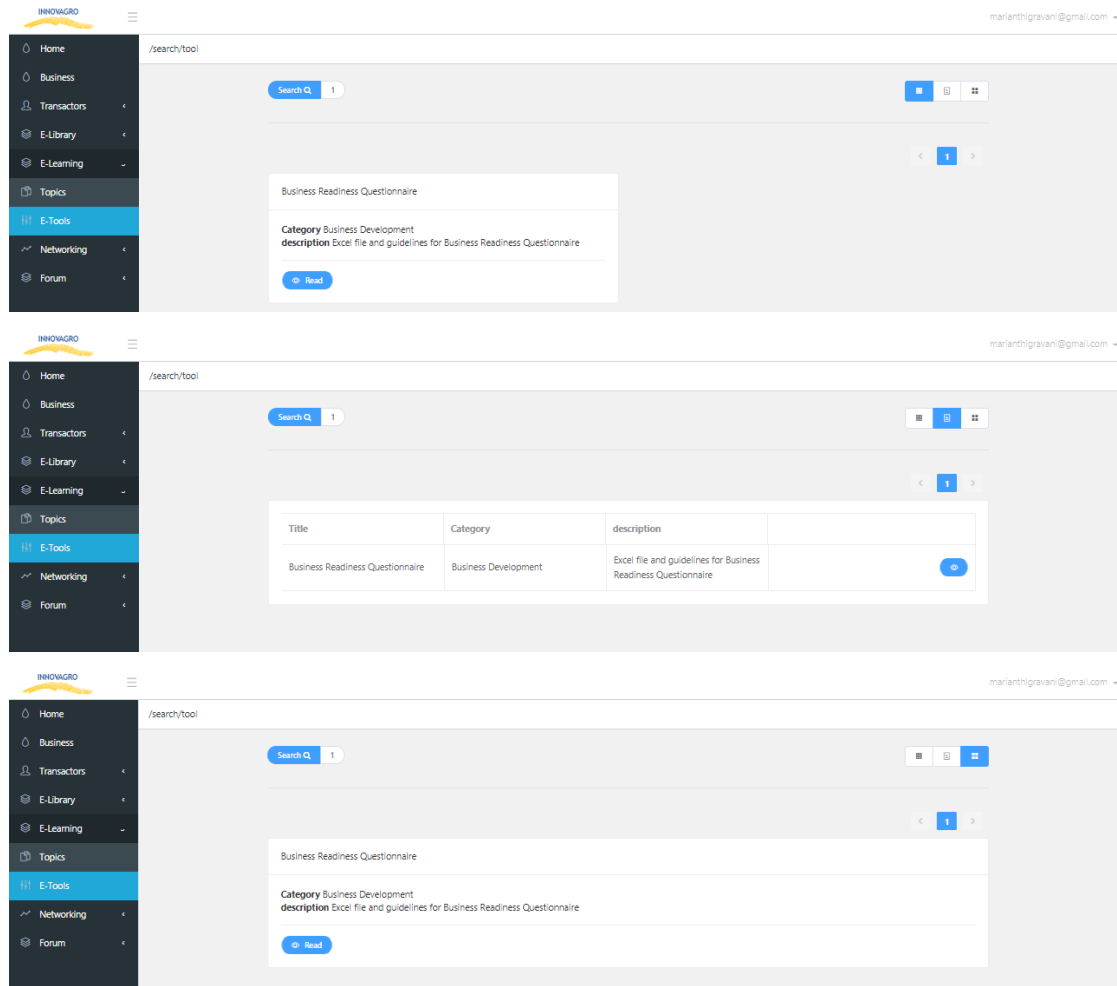 INNOVAGRO
marianthigravani@gmail.com
Home
/search/tool
Business
Search 1
Transactors
E-Library
E-Learning
1
Topics
Business Readiness Questionnaire
E-Tools
Category Business Development
description Excel file and guidelines for Business Readiness Questionnaire
Networking
Forum
Read
INNOVAGRO
marianthigravani@gmail.com
Home
/search/tool
Business
Search 1
Transactors
E-Library
E-Learning
1
Topics
Title Category description
E-Tools
Business Readiness Questionnaire Business Development Excel file and guidelines for Business
Readiness Questionnaire
Networking
Forum
INNOVAGRO
marianthigravani@gmail.com
Home
/search/tool
Business
Search 1
Transactors
E-Library
E-Learning
1
Topics
Business Readiness Questionnaire
E-Tools
Category Business Development
description Excel file and guidelines for Business Readiness Questionnaire
Networking
Forum
Read